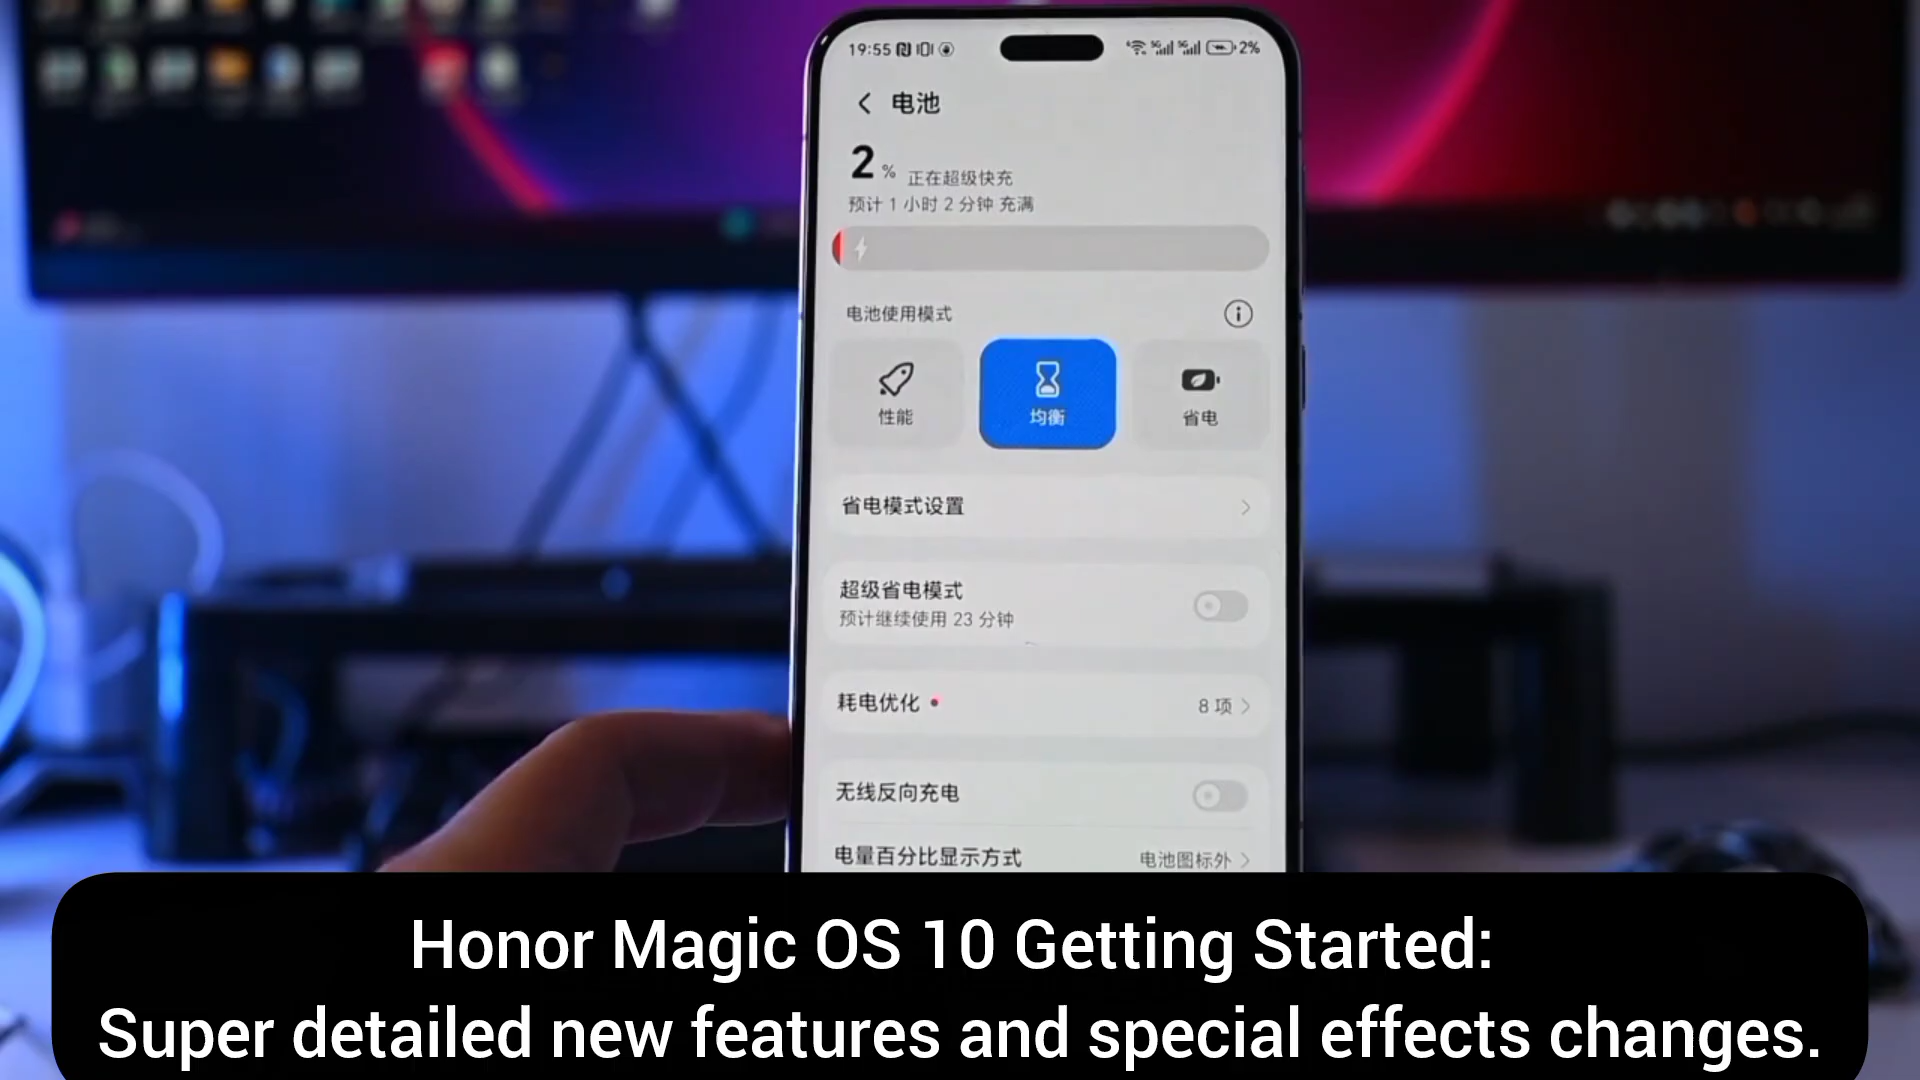 19:55
2%
电池
2 % 正在超级快充
预计 1 小时 2 分钟 充满
电池使用模式
性能
均衡
省电
省电模式设置
超级省电模式
预计继续使用 23 分钟
耗电优化
8 项
无线反向充电
电量百分比显示方式
电池图标外
Honor Magic OS 10 Getting Started:
Super detailed new features and special effects changes.